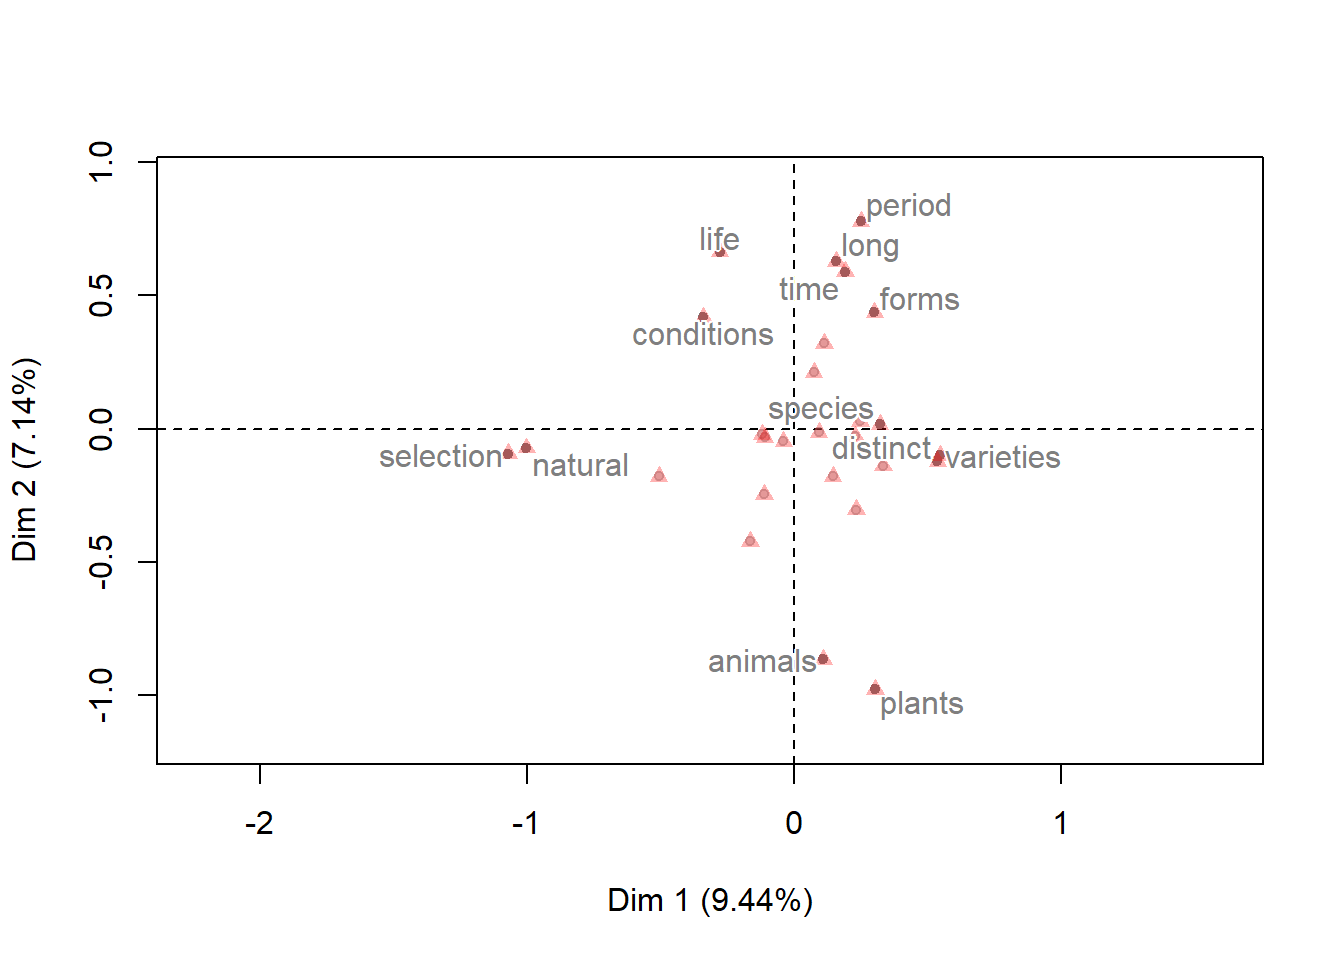 1.0
period
life
long
time
0.5
forms
conditions
species
0.0
distinct
selection
natural
varieties
Dim 2 (7.14%)
-0.5
animals
-1.0
plants
-2
-1
0
1
Dim 1 (9.44%)